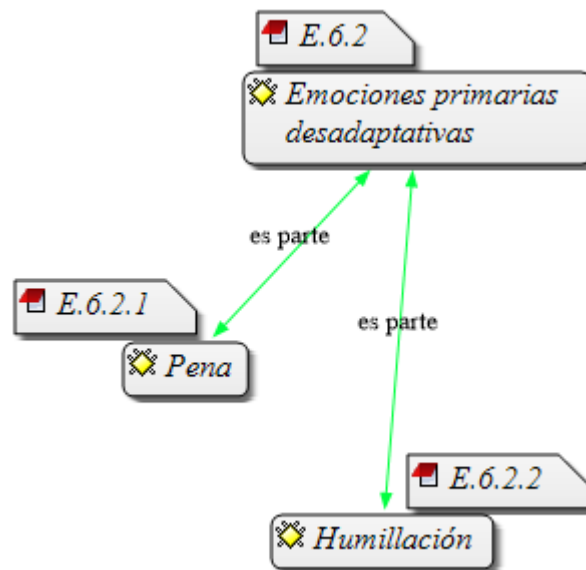 E.6.2
Emociones primarias
desadaptativas
es parte
E.6.2.1
es parte
Pena
E.6.2.2
Humillación